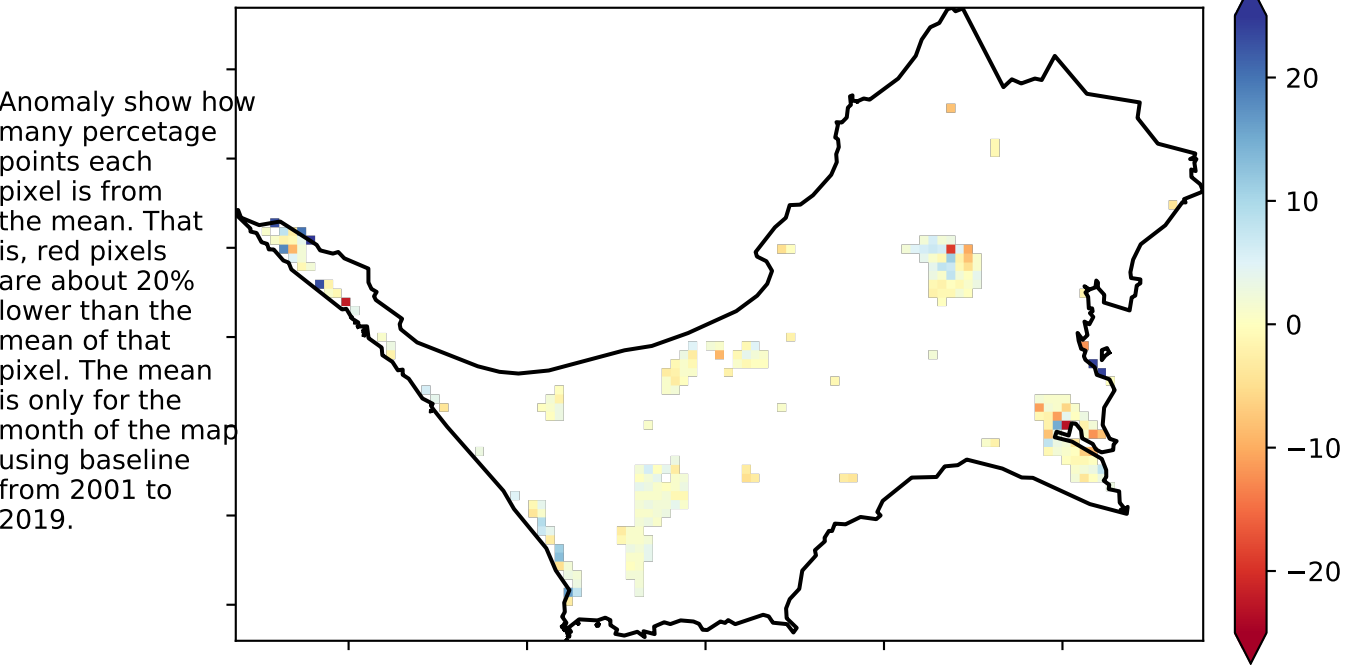 Anomaly show how
many percetage
points each
pixel is from
the mean. That
is, red pixels
are about 20%
lower than the
mean of that
pixel. The mean
is only for the
month of the map
using baseline
from 2001 to
2019.
20
10
0
−10
−20